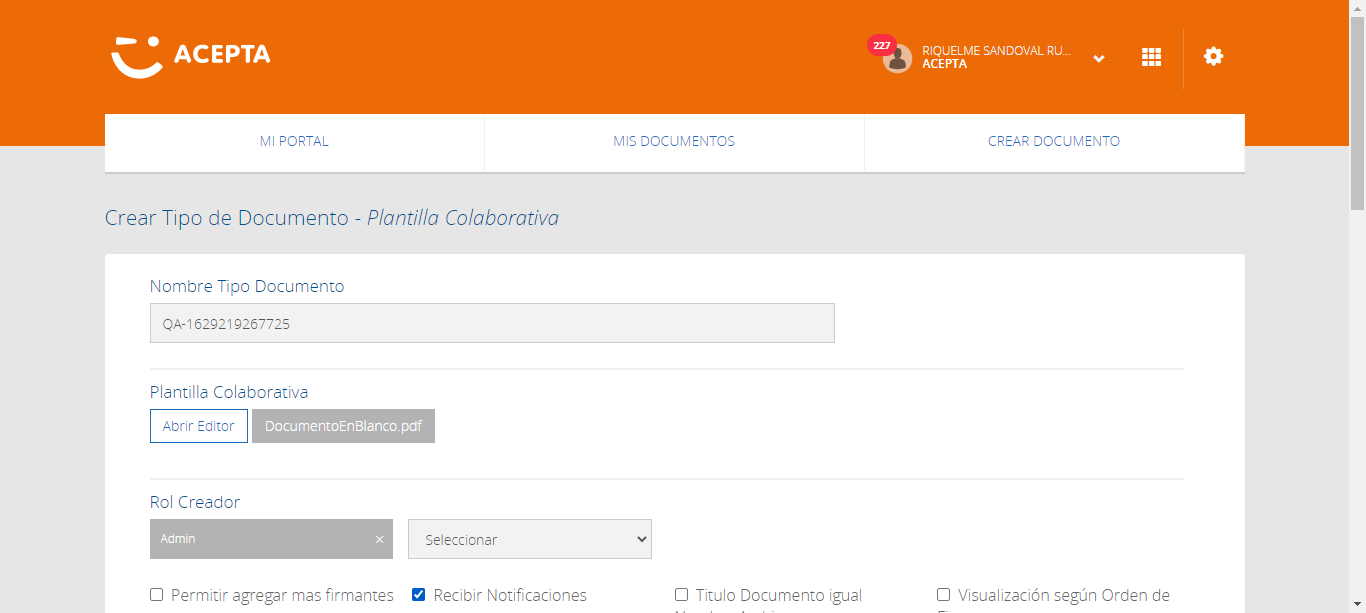 ACEPTA
227
RIQUELME SANDOVAL RU...
ACEPTA
MI PORTAL
MIS DOCUMENTOS
CREAR DOCUMENTO
Crear Tipo de Documento - Plantilla Colaborativa
Nombre Tipo Documento
QA-1629219267725
Plantilla Colaborativa
Abrir Editor
DocumentoEnBlanco.pdf
Rol Creador
Admin ×
Seleccionar
Permitir agregar mas firmantes
Recibir Notificaciones
Titulo Documento igual
Visualización según Orden de